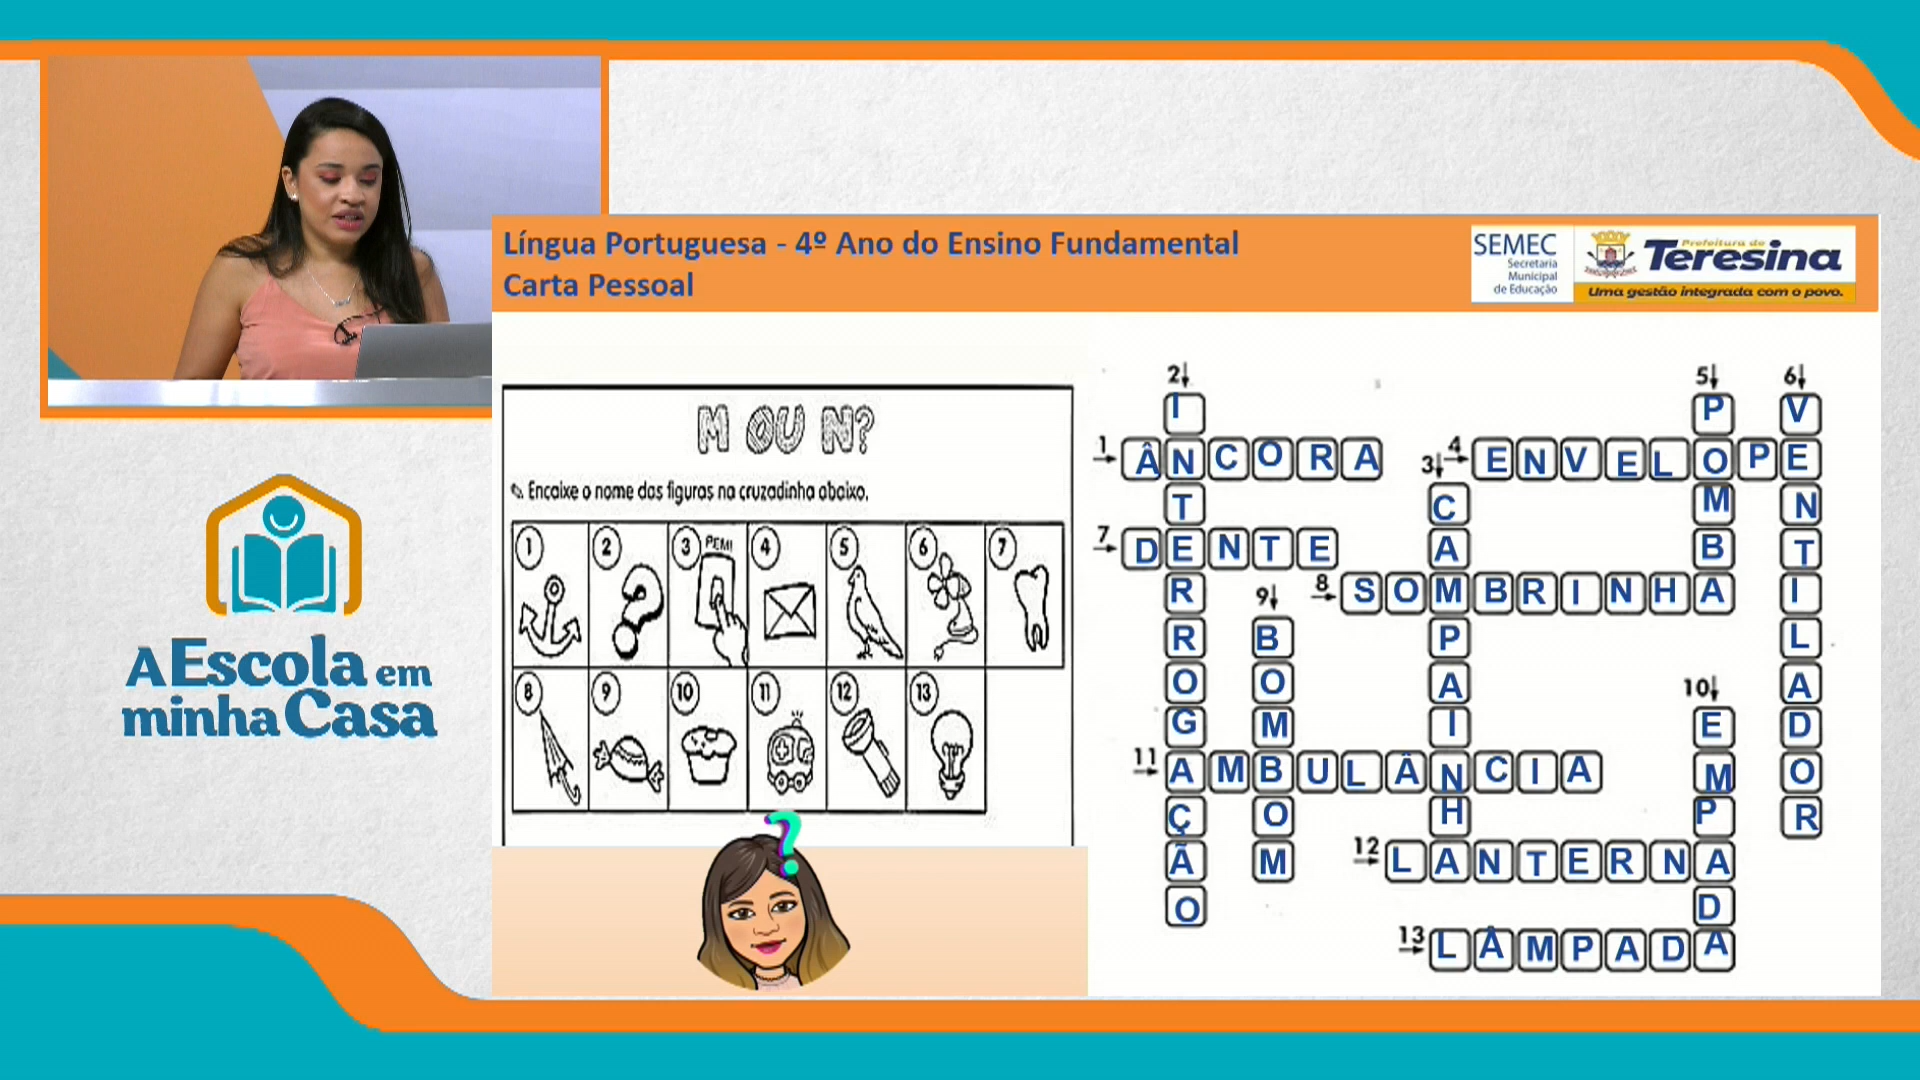 Língua Portuguesa - 4º Ano do Ensino Fundamental
Carta Pessoal
SEMEC
Secretaria
Municipal
de Educação
Prefeitura de
Teresina
Uma gestão integrada com o povo.
A Escola em
minha Casa
M OU N?
Encaixe o nome das figuras na cruzadinha abaixo.
1 2 3 PEM! 4 5 6 7
8 9 10 11 12 13
?
1 ÂNCORA
2 INTERROGAÇÃO
3 CAMPAINHA
4 ENVELOPE
5 POMBA
6 VENTILADOR
7 DENTE
8 SOMBRINHA
9 BOMBOM
10 EMPADA
11 AMBULÂNCIA
12 LANTERNA
13 LÂMPADA